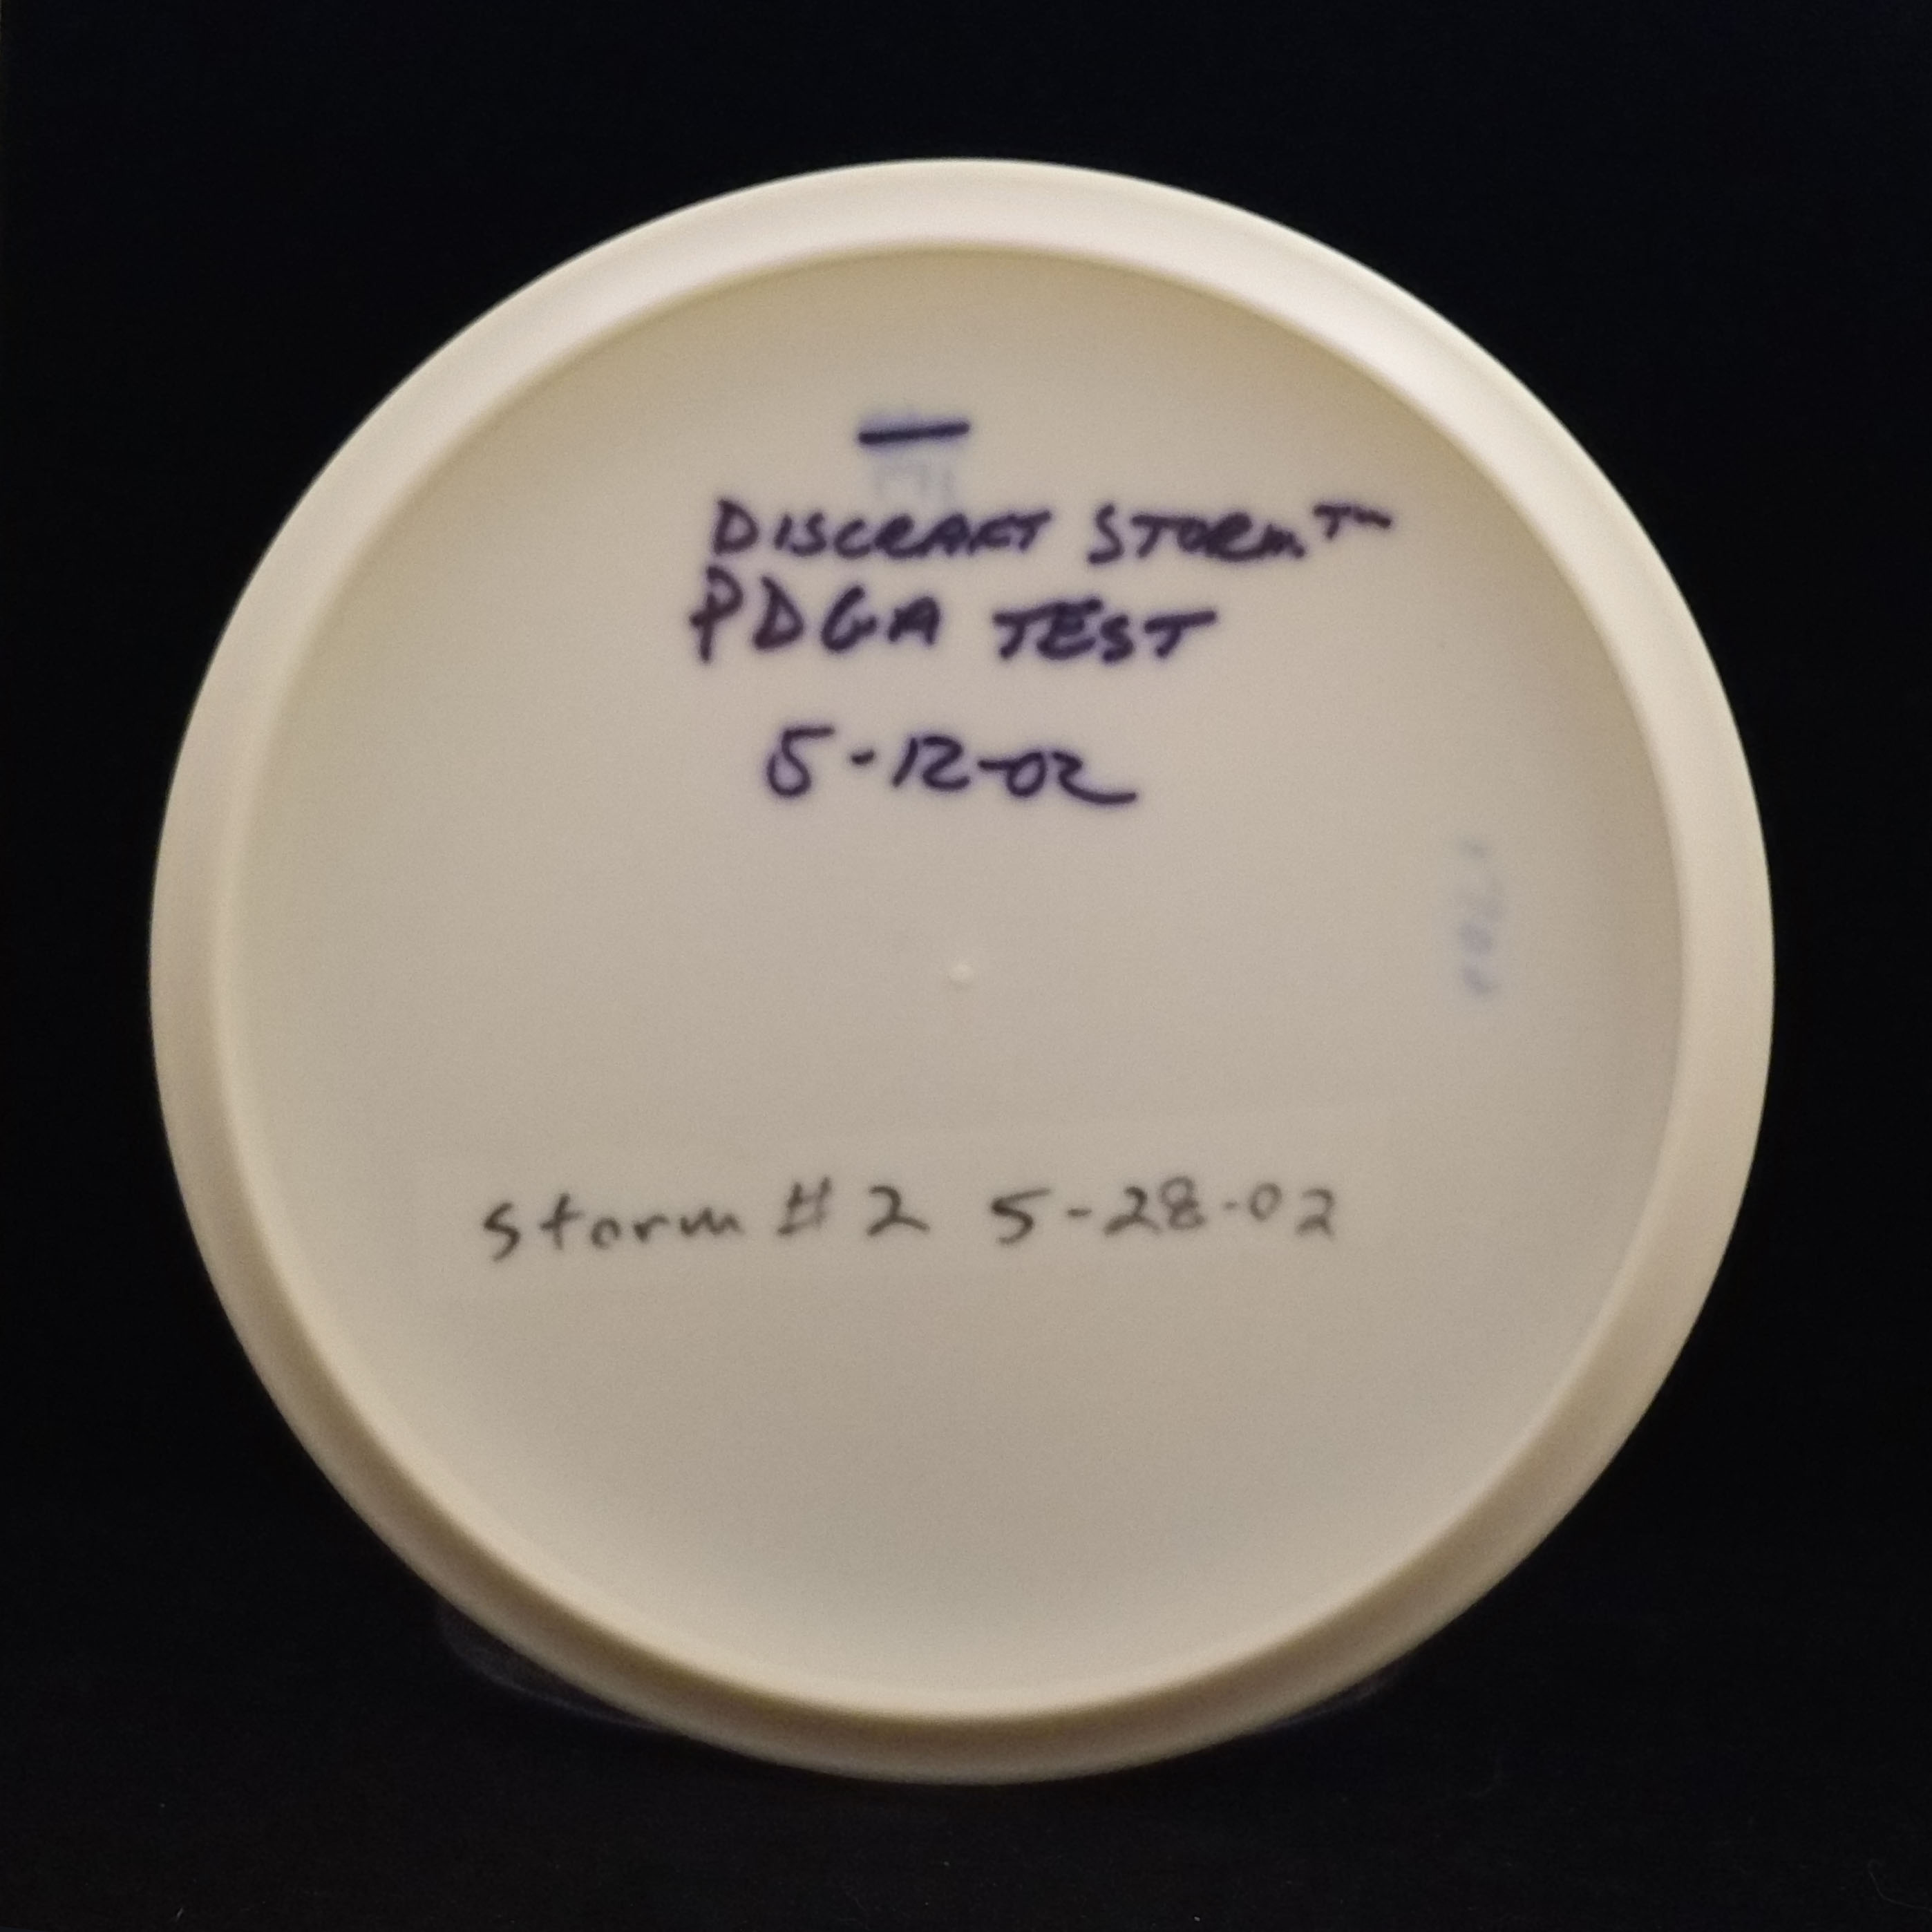 DISCRAFT STORM™
PDGA TEST
5-12-02
storm #2 5-28-02